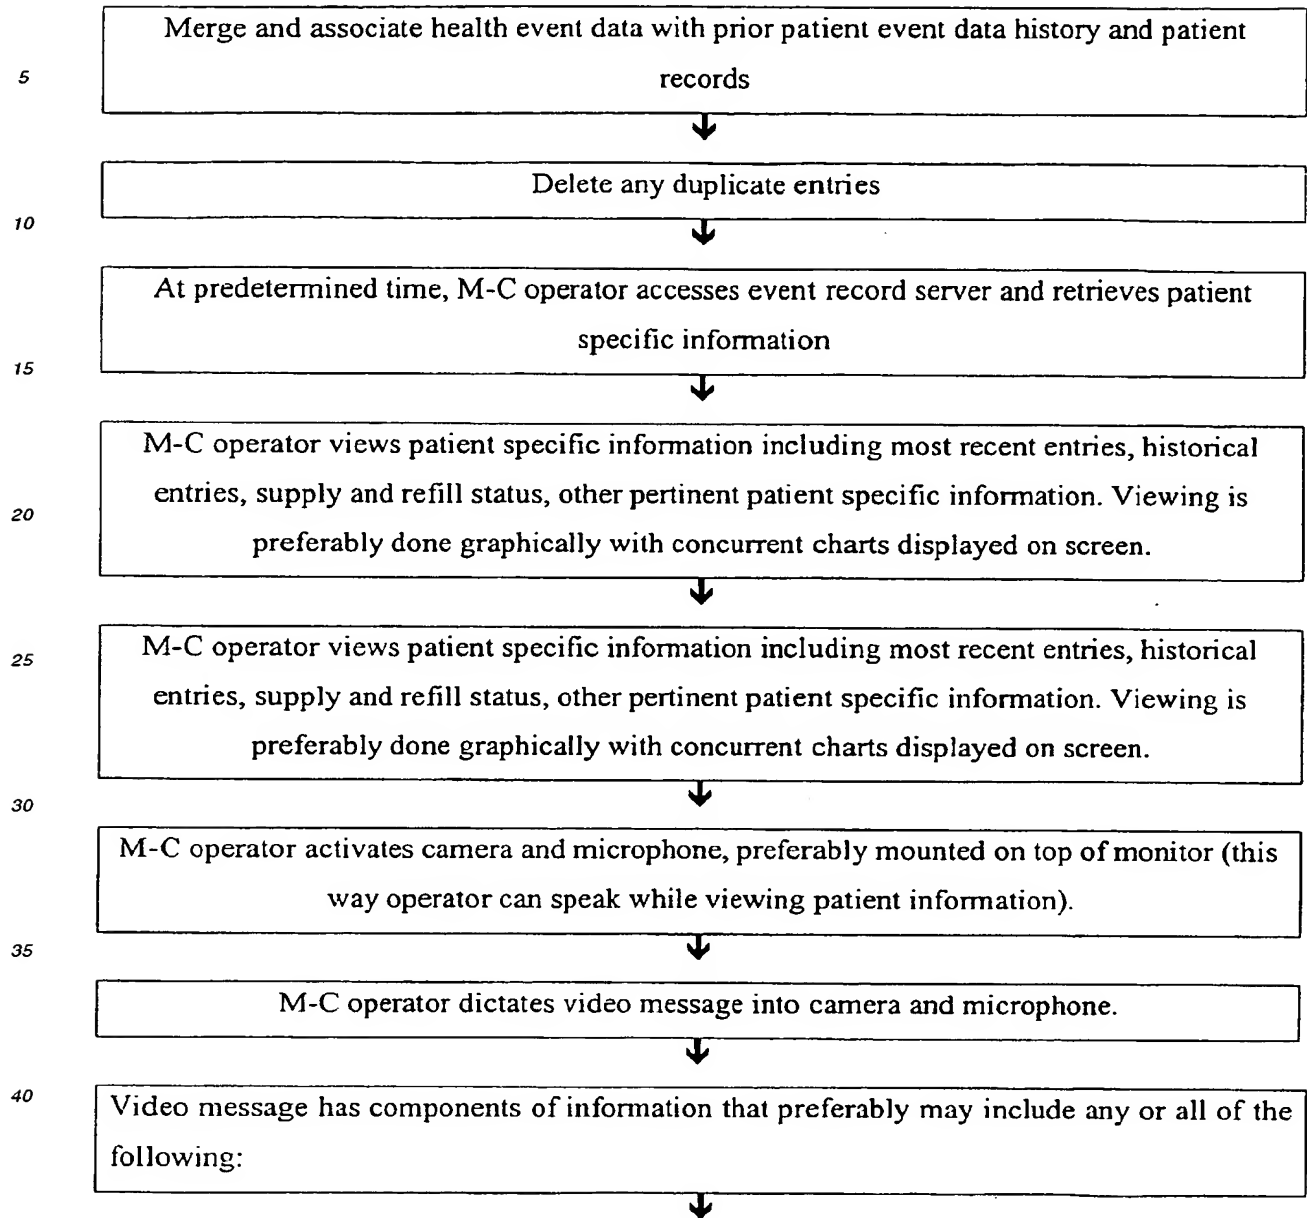 Merge and associate health event data with prior patient event data history and patient
5
records
Delete any duplicate entries
10
At predetermined time, M-C operator accesses event record server and retrieves patient
specific information
15
M-C operator views patient specific information including most recent entries, historical
entries, supply and refill status, other pertinent patient specific information. Viewing is
20
preferably done graphically with concurrent charts displayed on screen.
M-C operator views patient specific information including most recent entries, historical
25
entries, supply and refill status, other pertinent patient specific information. Viewing is
preferably done graphically with concurrent charts displayed on screen.
30
M-C operator activates camera and microphone, preferably mounted on top of monitor (this
way operator can speak while viewing patient information).
35
M-C operator dictates video message into camera and microphone.
40
Video message has components of information that preferably may include any or all of the
following: